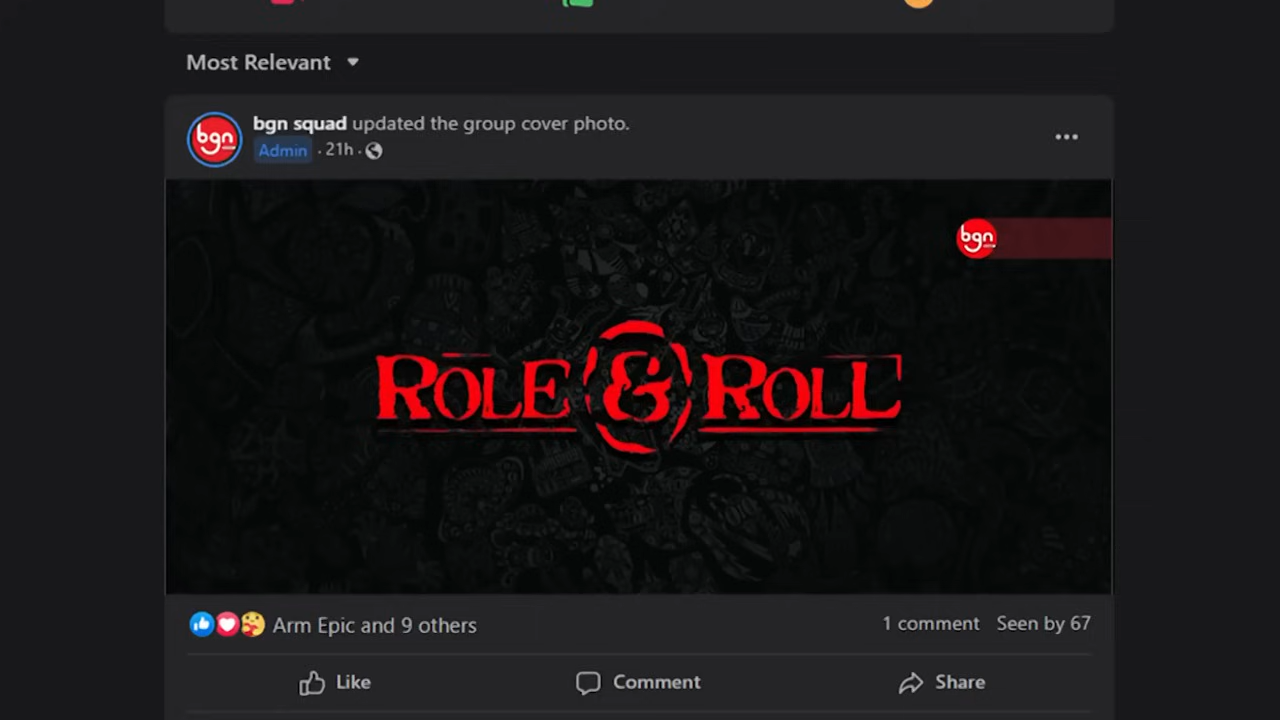 Most Relevant
bgn squad updated the group cover photo.
bgn
Admin · 21h ·
bgn
ROLE & ROLL
Arm Epic and 9 others
1 comment Seen by 67
Like
Comment
Share